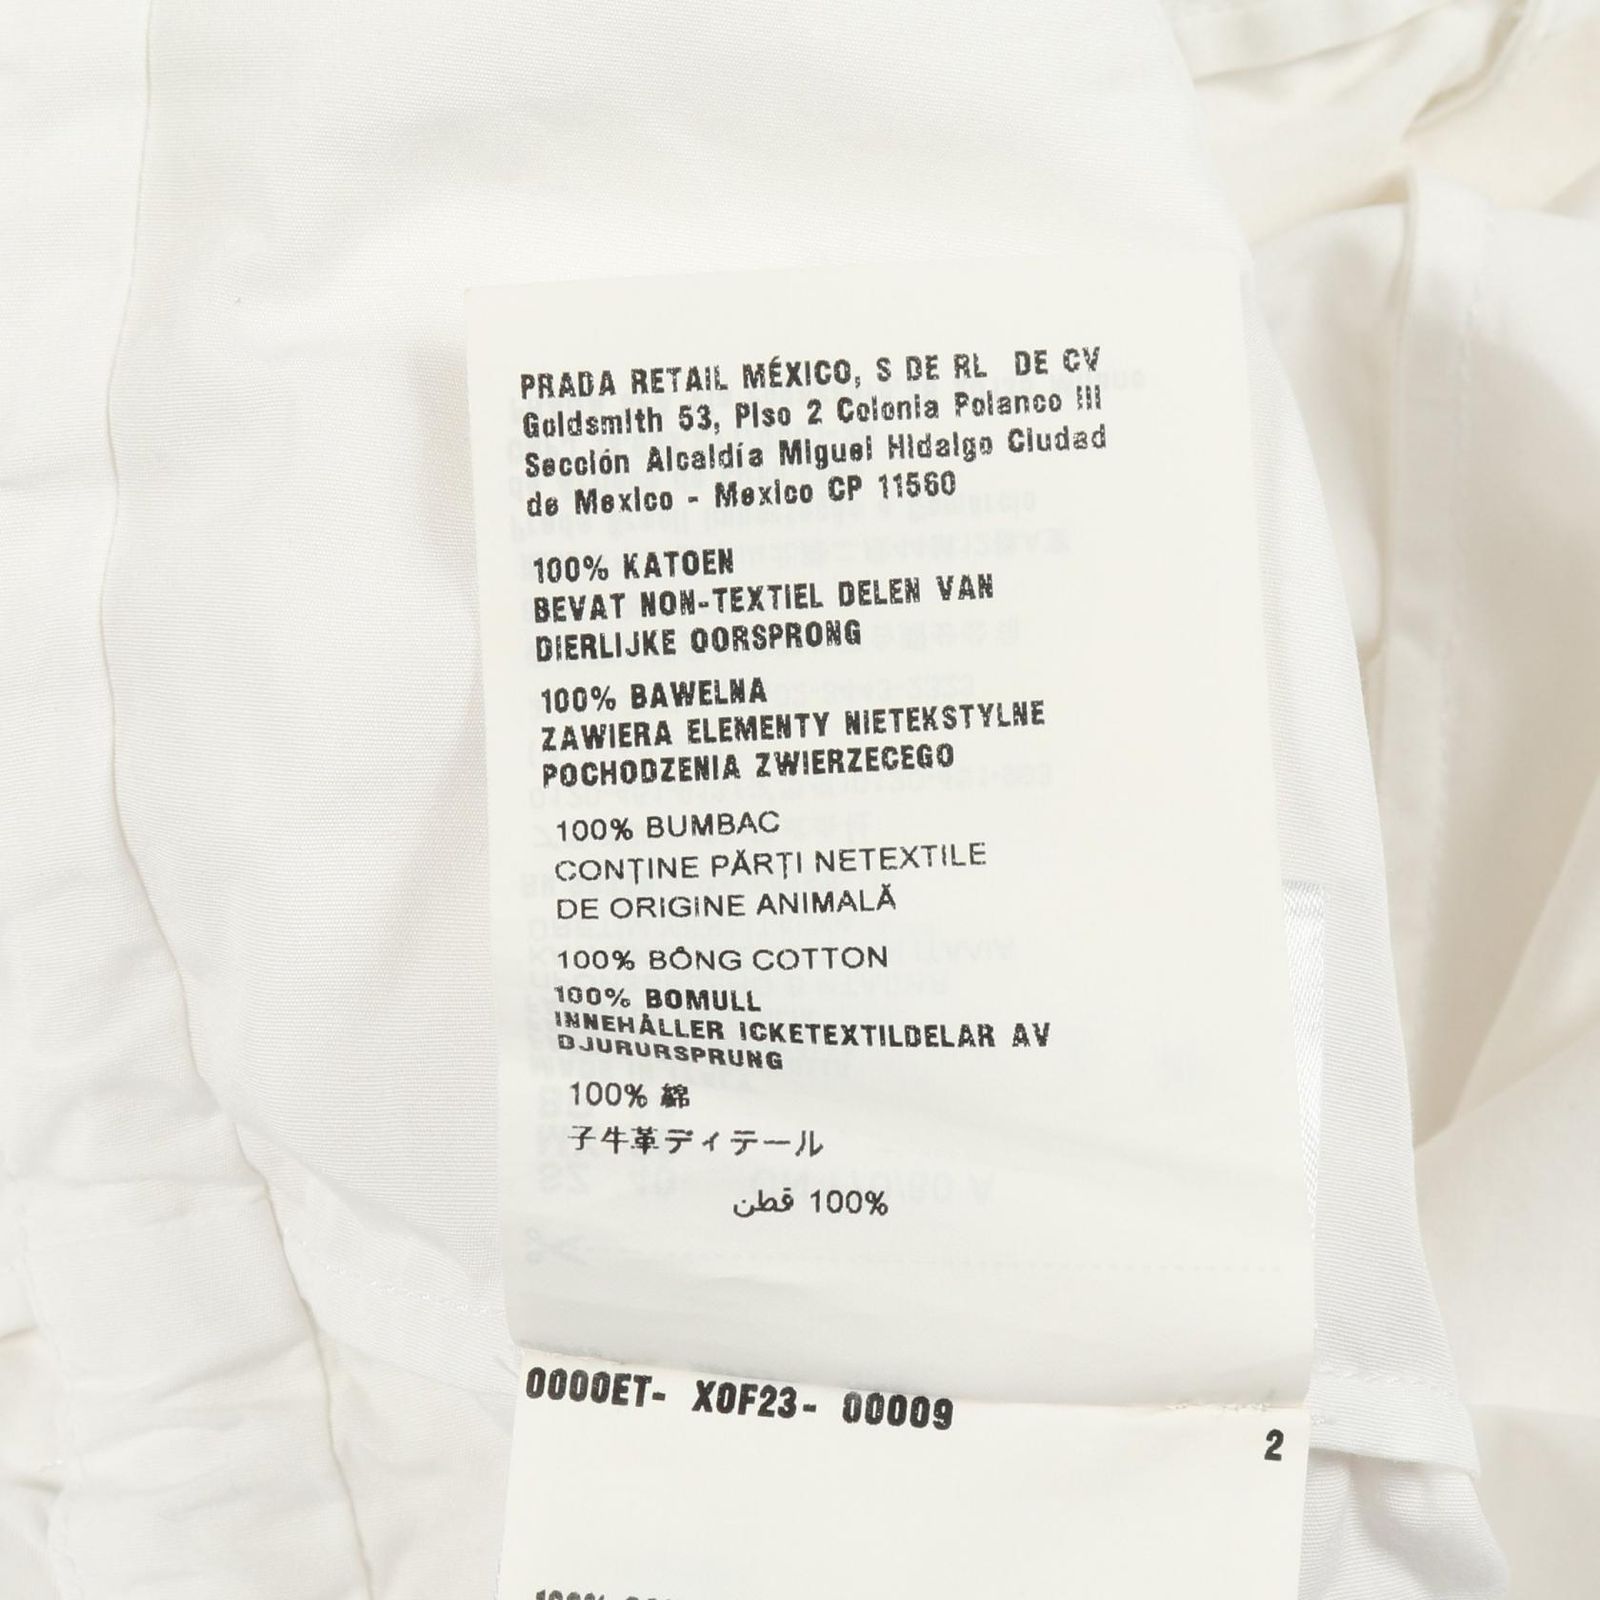 PRADA RETAIL MÉXICO, S DE RL DE CV
Goldsmith 53, Piso 2 Colonia Polanco III
Sección Alcaldía Miguel Hidalgo Ciudad
de Mexico - Mexico CP 11560
100% KATOEN
BEVAT NON-TEXTIEL DELEN VAN
DIERLIJKE OORSPRONG
100% BAWELNA
ZAWIERA ELEMENTY NIETEKSTYLNE
POCHODZENIA ZWIERZECEGO
100% BUMBAC
CONȚINE PĂRȚI NETEXTILE
DE ORIGINE ANIMALĂ
100% BÔNG COTTON
100% BOMULL
INNEHÅLLER ICKETEXTILDELAR AV
DJURURSPRUNG
100% 綿
子牛革ディテール
100% قطن
0000ET- X0F23- 00009
2